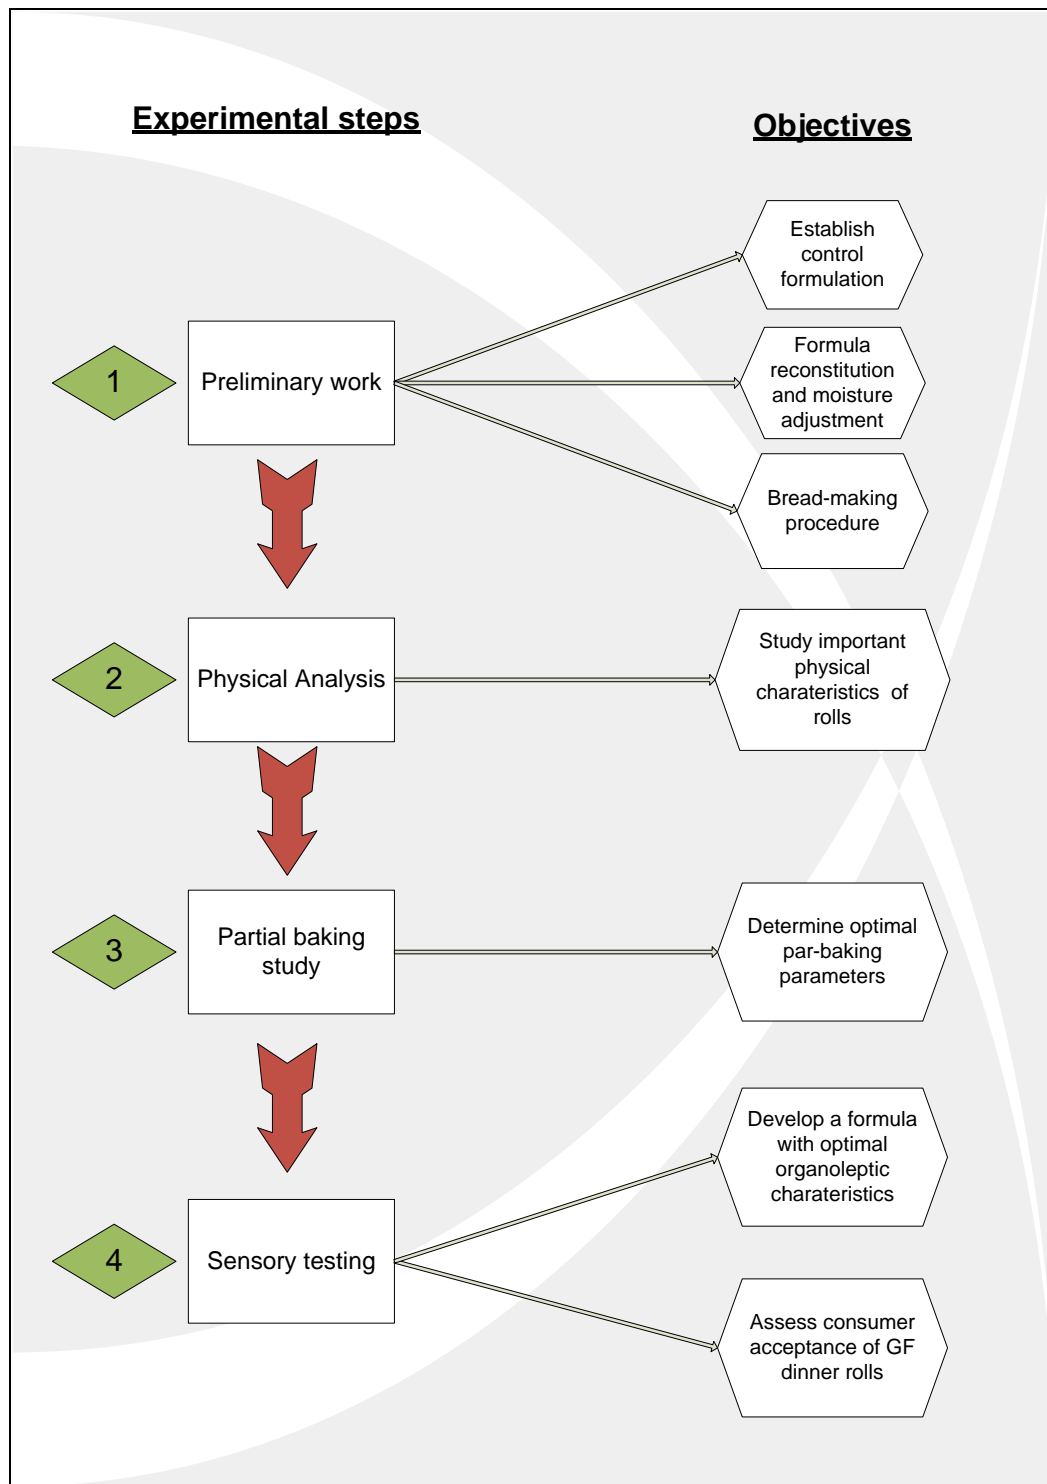 Experimental steps
Objectives
Establish
control
formulation
1
Preliminary work
Formula
reconstitution
and moisture
adjustment
Bread-making
procedure
2
Physical Analysis
Study important
physical
charateristics of
rolls
3
Partial baking
study
Determine optimal
par-baking
parameters
Develop a formula
with optimal
organoleptic
charateristics
4
Sensory testing
Assess consumer
acceptance of GF
dinner rolls